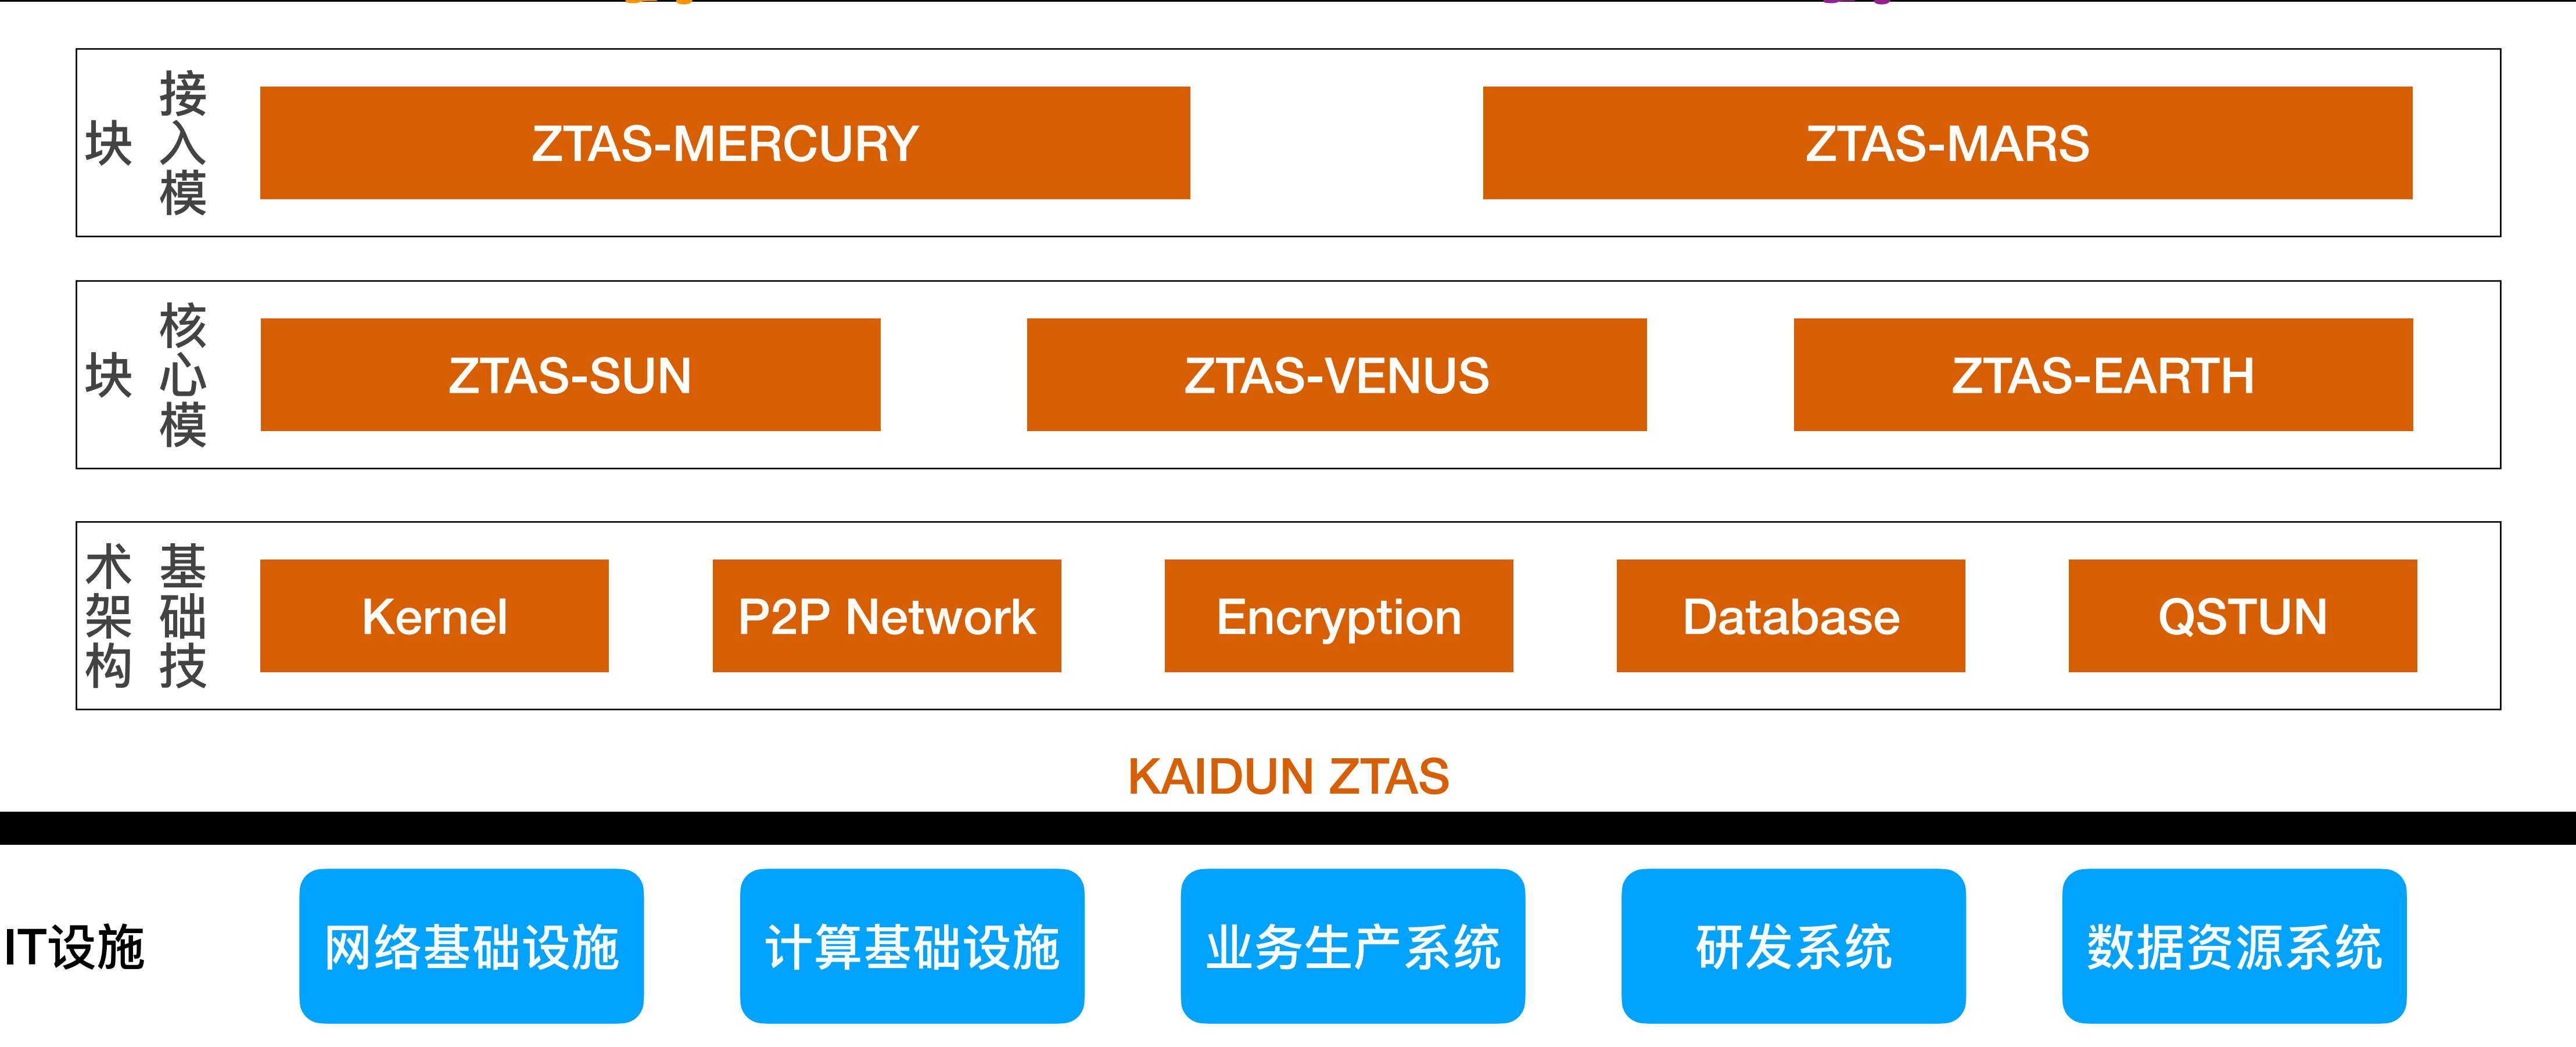 接入模块
ZTAS-MERCURY
ZTAS-MARS
核心模块
ZTAS-SUN
ZTAS-VENUS
ZTAS-EARTH
基础技术架构
Kernel
P2P Network
Encryption
Database
QSTUN
KAIDUN ZTAS
IT设施
网络基础设施
计算基础设施
业务生产系统
研发系统
数据资源系统